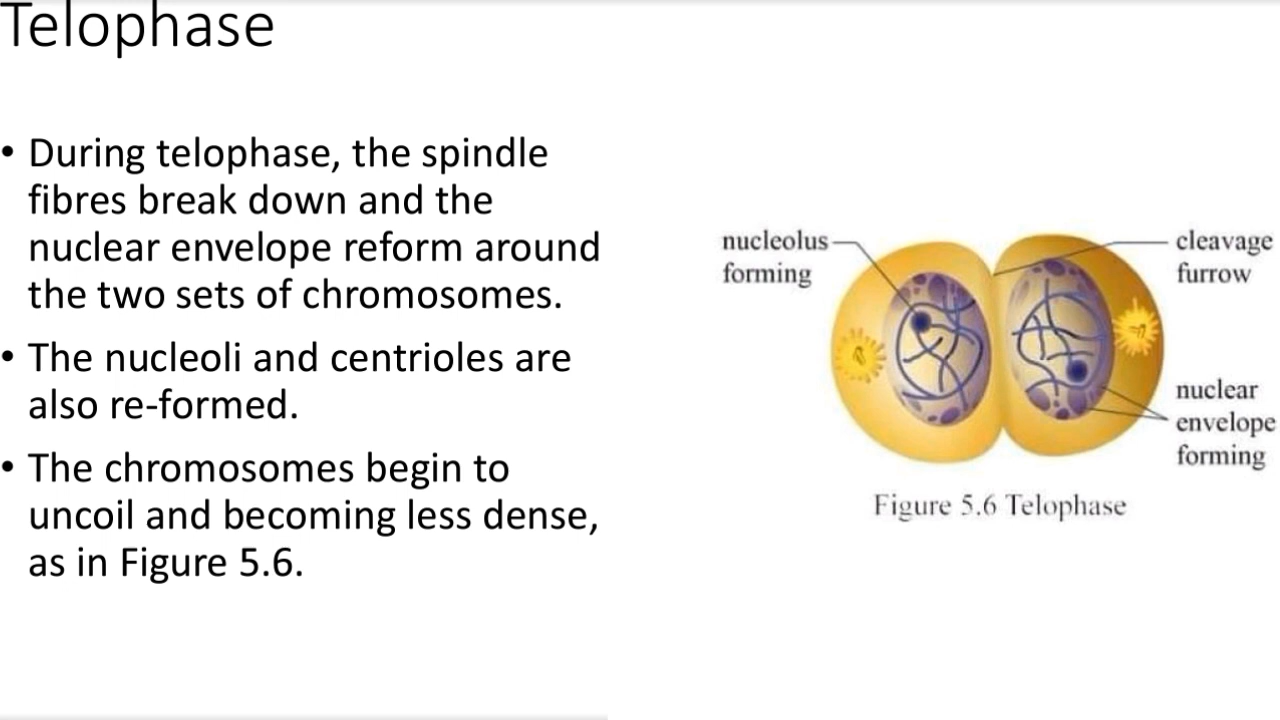 Telophase
• During telophase, the spindle
fibres break down and the
nuclear envelope reform around
the two sets of chromosomes.
• The nucleoli and centrioles are
also re-formed.
• The chromosomes begin to
uncoil and becoming less dense,
as in Figure 5.6.
nucleolus
forming
cleavage
furrow
nuclear
envelope
forming
Figure 5.6 Telophase